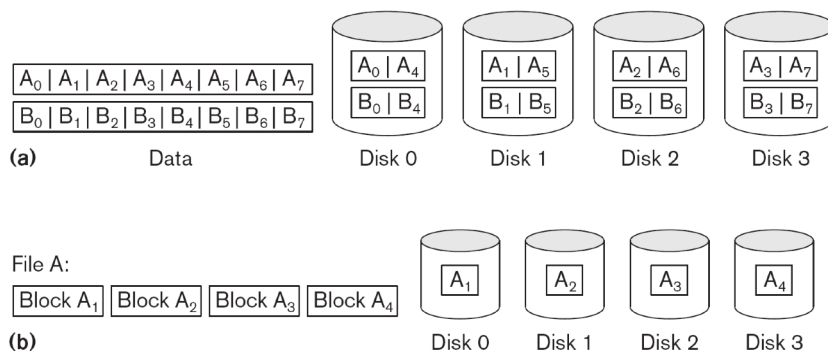 A₀ | A₁ | A₂ | A₃ | A₄ | A₅ | A₆ | A₇
B₀ | B₁ | B₂ | B₃ | B₄ | B₅ | B₆ | B₇
(a) Data
A₀ | A₄
B₀ | B₄
Disk 0
A₁ | A₅
B₁ | B₅
Disk 1
A₂ | A₆
B₂ | B₆
Disk 2
A₃ | A₇
B₃ | B₇
Disk 3
File A:
Block A₁ Block A₂ Block A₃ Block A₄
(b)
A₁
Disk 0
A₂
Disk 1
A₃
Disk 2
A₄
Disk 3